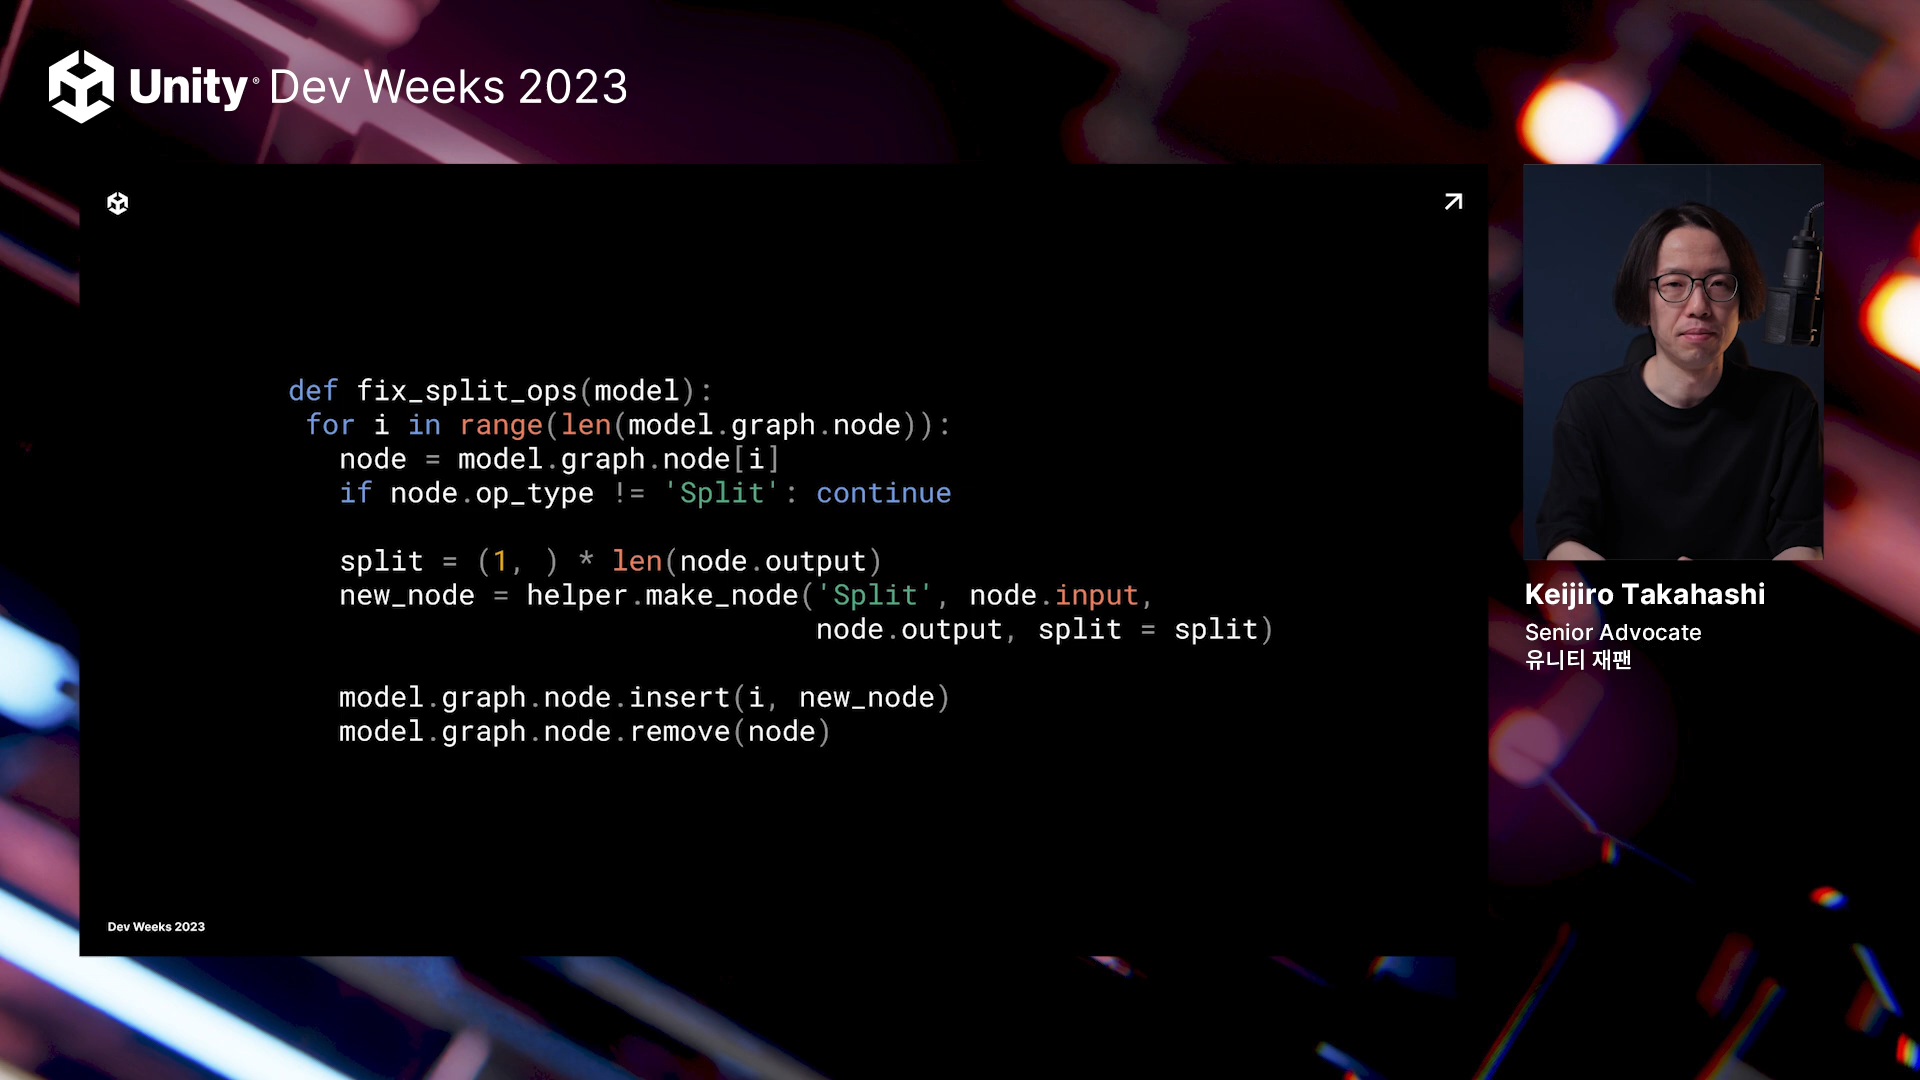 Unity® Dev Weeks 2023
def fix_split_ops(model):
for i in range(len(model.graph.node)):
node = model.graph.node[i]
if node.op_type != 'Split': continue
split = (1, ) * len(node.output)
new_node = helper.make_node('Split', node.input,
node.output, split = split)
model.graph.node.insert(i, new_node)
model.graph.node.remove(node)
Dev Weeks 2023
Keijiro Takahashi
Senior Advocate
유니티 재팬